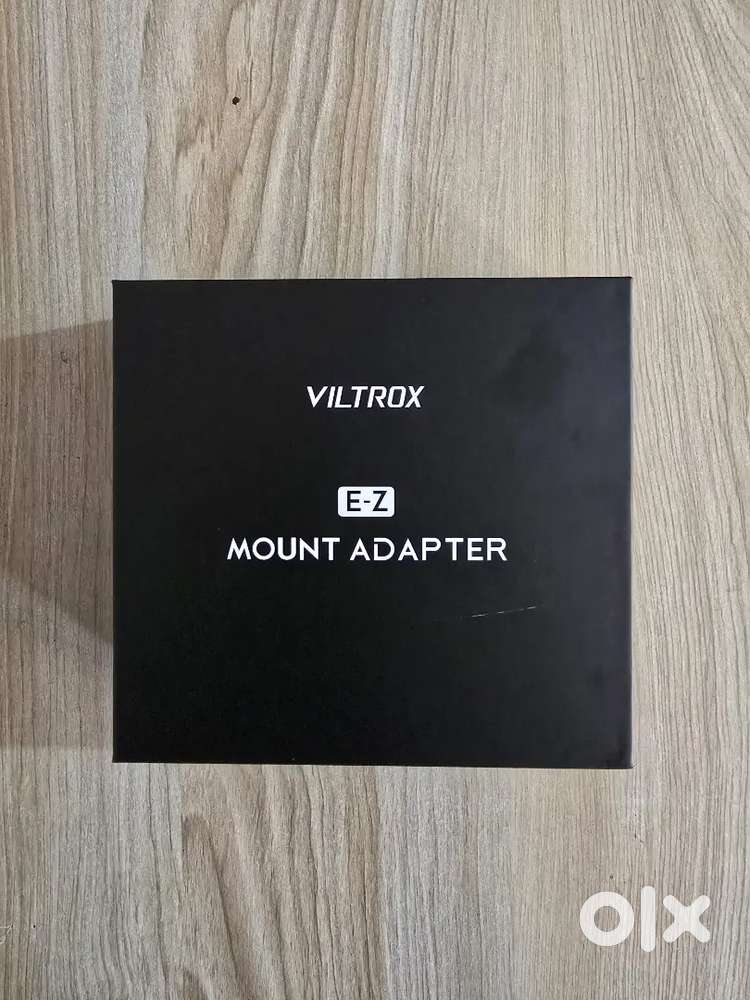 VILTROX
E-Z
MOUNT ADAPTER
olx